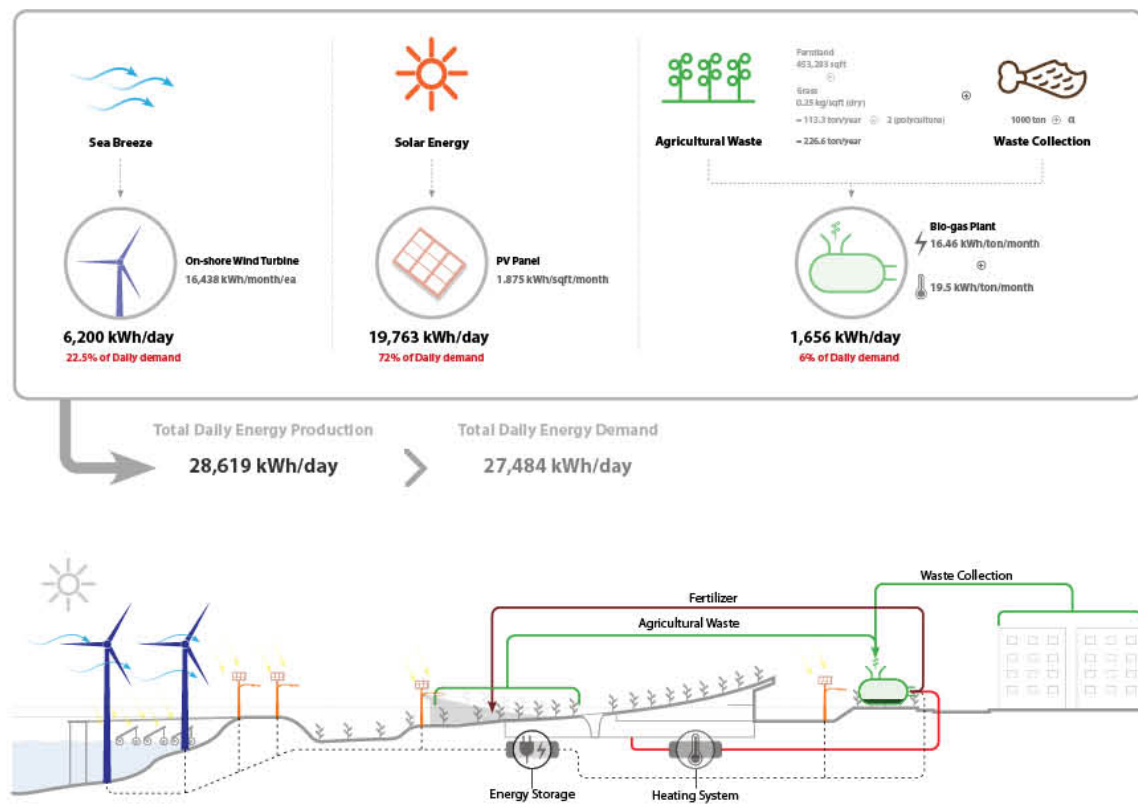 Sea Breeze
On-shore Wind Turbine
16,438 kWh/month/ea
6,200 kWh/day
22.5% of Daily demand
Solar Energy
PV Panel
1.875 kWh/sqft/month
19,763 kWh/day
72% of Daily demand
Agricultural Waste
Farmland
453,203 sqft
Grass
0.25 kg/sqft (dry)
= 113.3 ton/year ÷ 2 (polyculture)
= 226.6 ton/year
1000 ton + α
Waste Collection
Bio-gas Plant
16.46 kWh/ton/month
19.5 kWh/ton/month
1,656 kWh/day
6% of Daily demand
Total Daily Energy Production
28,619 kWh/day
>
Total Daily Energy Demand
27,484 kWh/day
Waste Collection
Fertilizer
Agricultural Waste
Energy Storage
Heating System